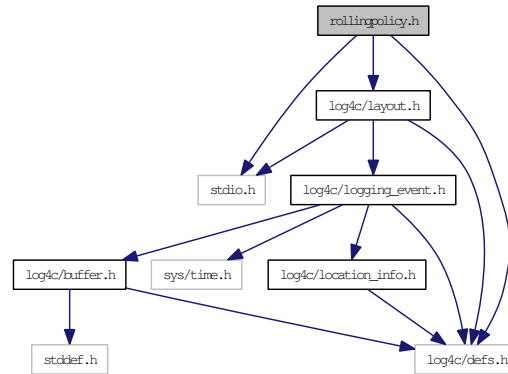 rollingpolicy.h
log4c/layout.h
stdio.h
log4c/logging_event.h
log4c/buffer.h
sys/time.h
log4c/location_info.h
stddef.h
log4c/defs.h